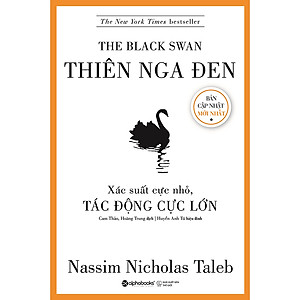 The New York Times bestseller
THE BLACK SWAN
THIÊN NGA ĐEN
BẢN
CẬP NHẬT
MỚI NHẤT
Xác suất cực nhỏ,
TÁC ĐỘNG CỰC LỚN
Cam Thảo, Hoàng Trung dịch | Huyền Anh Tú hiệu đính
Nassim Nicholas Taleb
alphabooks